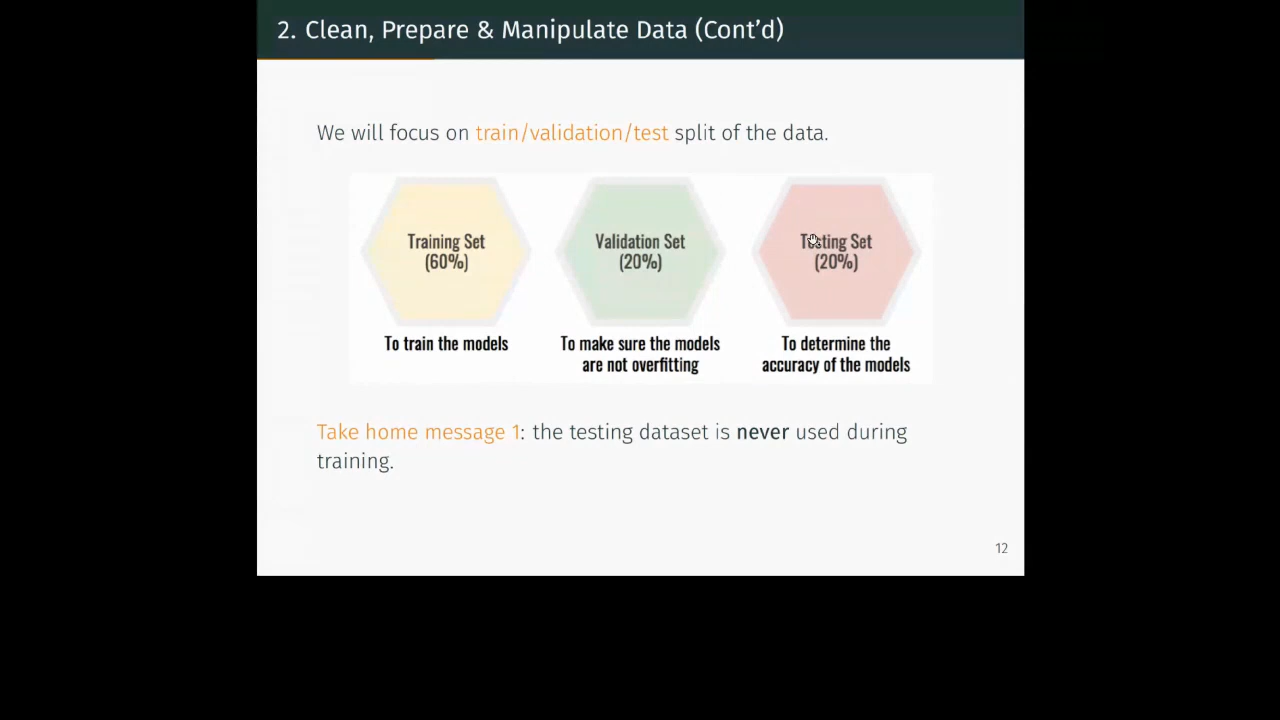 2. Clean, Prepare & Manipulate Data (Cont’d)
We will focus on train/validation/test split of the data.
Training Set
(60%)
To train the models
Validation Set
(20%)
To make sure the models
are not overfitting
Testing Set
(20%)
To determine the
accuracy of the models
Take home message 1: the testing dataset is never used during
training.
12